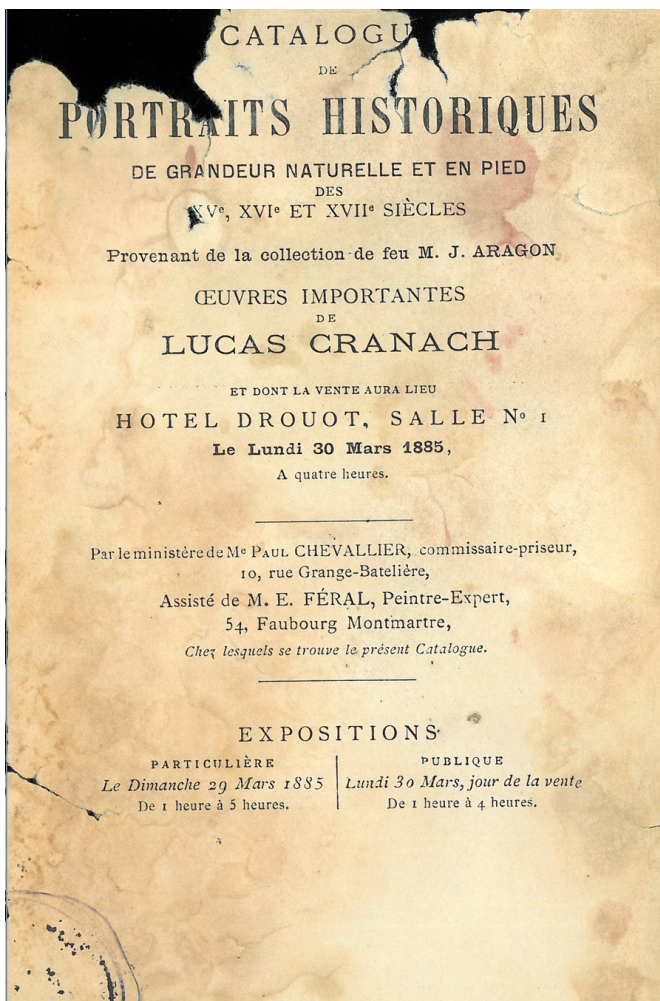 CATALOGU
DE
PORTRAITS HISTORIQUES
DE GRANDEUR NATURELLE ET EN PIED
DES
XVe, XVIe ET XVIIe SIÈCLES
Provenant de la collection de feu M. J. ARAGON
ŒUVRES IMPORTANTES
DE
LUCAS CRANACH
ET DONT LA VENTE AURA LIEU
HOTEL DROUOT, SALLE No 1
Le Lundi 30 Mars 1885,
A quatre heures.
Par le ministère de Me PAUL CHEVALLIER, commissaire-priseur,
10, rue Grange-Batelière,
Assisté de M. E. FÉRAL, Peintre-Expert,
54, Faubourg Montmartre,
Chez lesquels se trouve le présent Catalogue.
EXPOSITIONS
PARTICULIÈRE
Le Dimanche 29 Mars 1885
De 1 heure à 5 heures.
PUBLIQUE
Lundi 30 Mars, jour de la vente
De 1 heure à 4 heures.